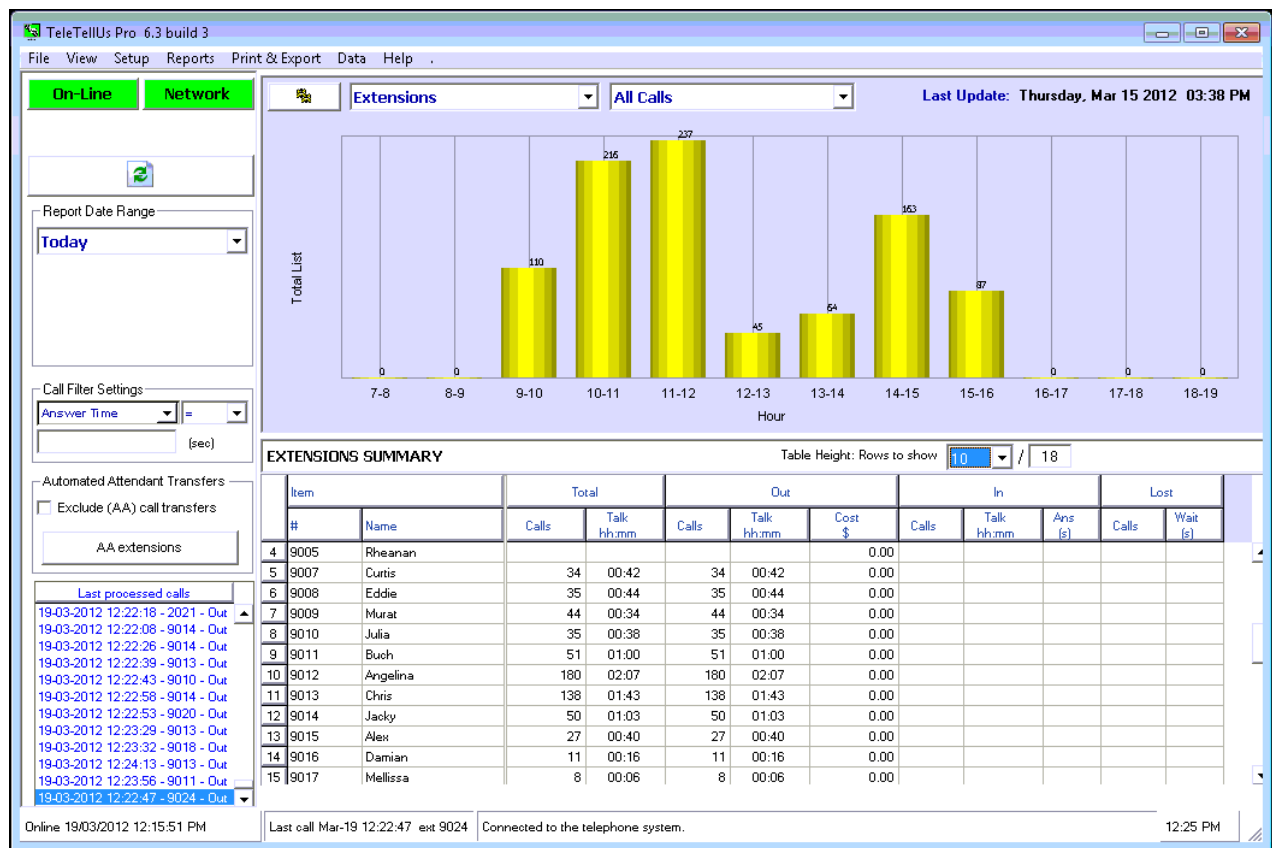 TeleTellUs Pro 6.3 build 3
File View Setup Reports Print & Export Data Help .
On-Line Network
Extensions All Calls Last Update: Thursday, Mar 15 2012 03:38 PM
Report Date Range
Today
Call Filter Settings
Answer Time =
(sec)
Automated Attendant Transfers
Exclude (AA) call transfers
AA extensions
Last processed calls
19-03-2012 12:22:18 - 2021 - Out
19-03-2012 12:22:08 - 9014 - Out
19-03-2012 12:22:26 - 9014 - Out
19-03-2012 12:22:39 - 9013 - Out
19-03-2012 12:22:43 - 9010 - Out
19-03-2012 12:22:58 - 9014 - Out
19-03-2012 12:22:53 - 9020 - Out
19-03-2012 12:23:29 - 9013 - Out
19-03-2012 12:23:32 - 9018 - Out
19-03-2012 12:24:13 - 9013 - Out
19-03-2012 12:23:56 - 9011 - Out
19-03-2012 12:22:47 - 9024 - Out
Total List
0 0 110 216 237 45 64 163 87 0 0 0
7-8 8-9 9-10 10-11 11-12 12-13 13-14 14-15 15-16 16-17 17-18 18-19
Hour
EXTENSIONS SUMMARY Table Height: Rows to show 10 / 18
Item Total Out In Lost
# Name Calls Talk hh:mm Calls Talk hh:mm Cost $ Calls Talk hh:mm Ans (s) Calls Wait (s)
4 9005 Rheanan 0.00
5 9007 Curtis 34 00:42 34 00:42 0.00
6 9008 Eddie 35 00:44 35 00:44 0.00
7 9009 Murat 44 00:34 44 00:34 0.00
8 9010 Julia 35 00:38 35 00:38 0.00
9 9011 Buch 51 01:00 51 01:00 0.00
10 9012 Angelina 180 02:07 180 02:07 0.00
11 9013 Chris 138 01:43 138 01:43 0.00
12 9014 Jacky 50 01:03 50 01:03 0.00
13 9015 Alex 27 00:40 27 00:40 0.00
14 9016 Damian 11 00:16 11 00:16 0.00
15 9017 Mellissa 8 00:06 8 00:06 0.00
Online 19/03/2012 12:15:51 PM Last call Mar-19 12:22:47 ext 9024 Connected to the telephone system. 12:25 PM